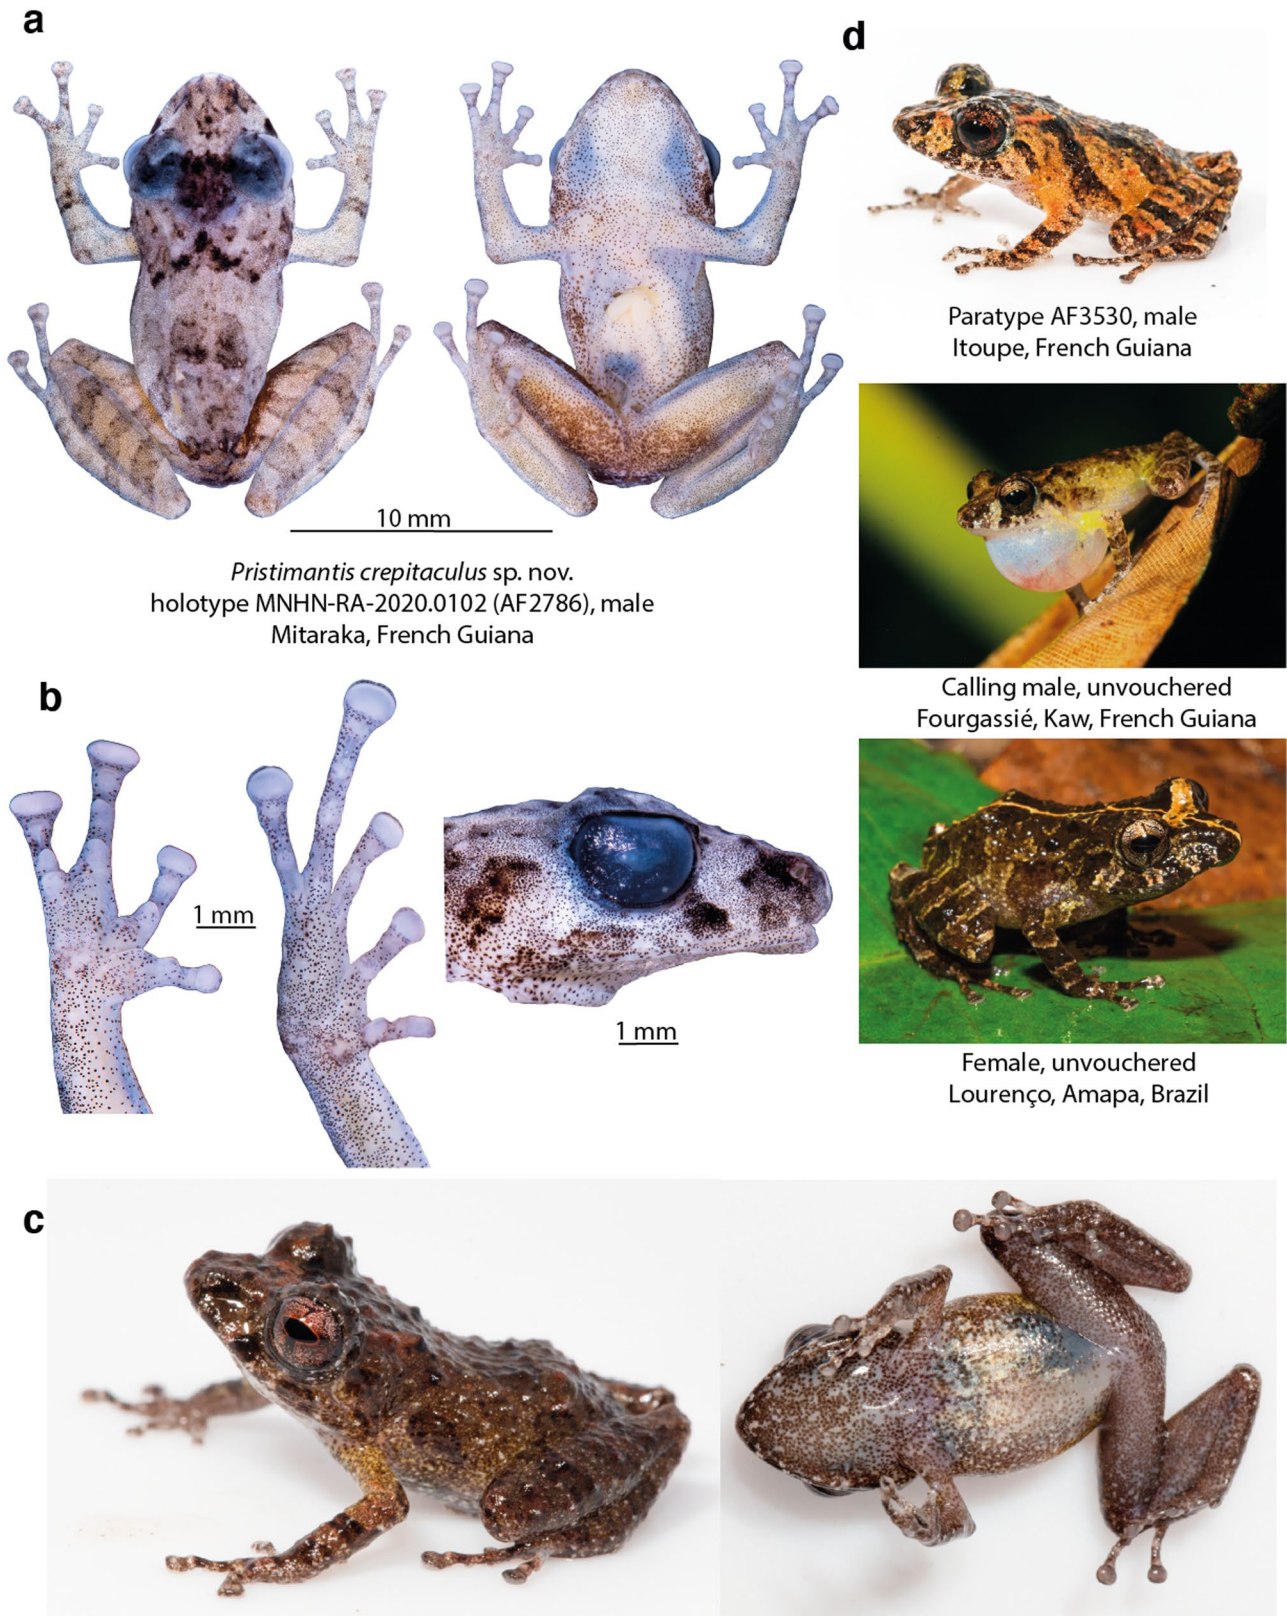 a
10 mm
Pristimantis crepitaculus sp. nov.
holotype MNHN-RA-2020.0102 (AF2786), male
Mitaraka, French Guiana
b
1 mm
1 mm
c
d
Paratype AF3530, male
Itoupe, French Guiana
Calling male, unvouchered
Fourgassié, Kaw, French Guiana
Female, unvouchered
Lourenço, Amapa, Brazil